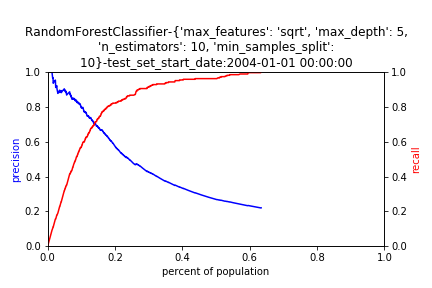 RandomForestClassifier-{'max_features': 'sqrt', 'max_depth': 5,
'n_estimators': 10, 'min_samples_split':
10}-test_set_start_date:2004-01-01 00:00:00
1.0
0.8
0.6
0.4
0.2
0.0
precision
1.0
0.8
0.6
0.4
0.2
0.0
recall
0.0 0.2 0.4 0.6 0.8 1.0
percent of population